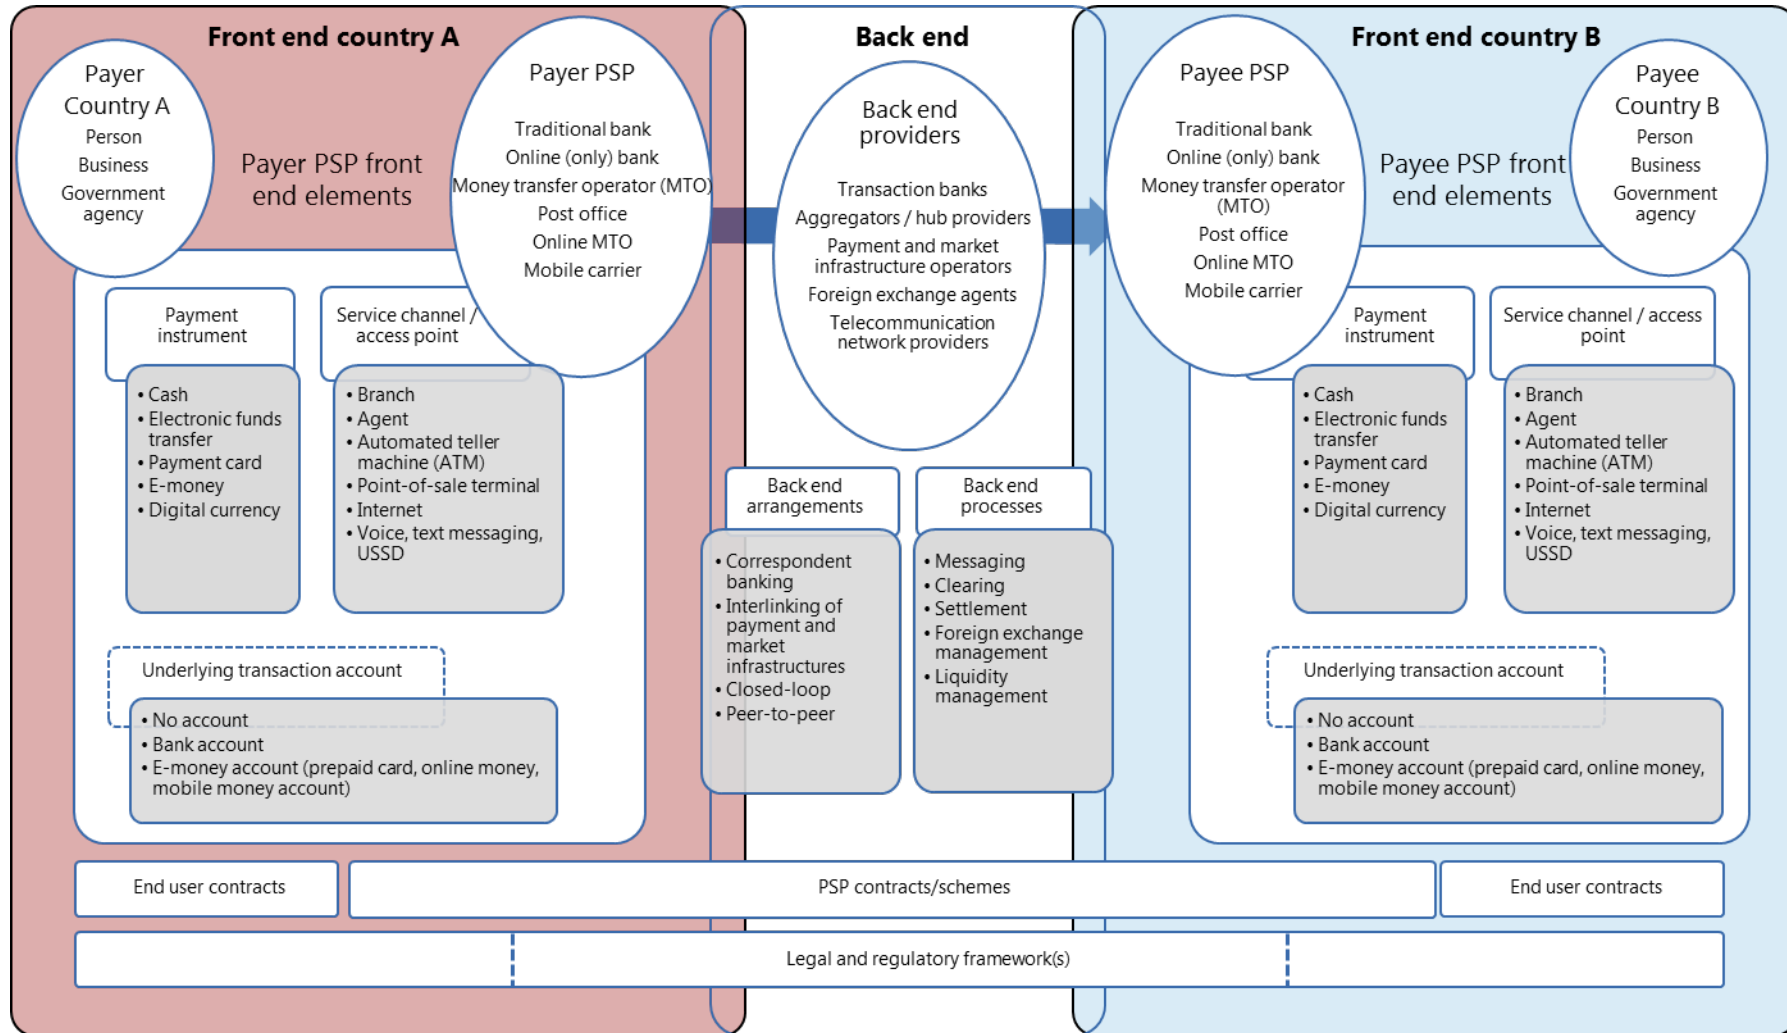 Front end country A
Payer
Country A
Person
Business
Government
agency
Payer PSP front
end elements
Payer PSP
Traditional bank
Online (only) bank
Money transfer operator (MTO)
Post office
Online MTO
Mobile carrier
Payment
instrument
• Cash
• Electronic funds
transfer
• Payment card
• E-money
• Digital currency
Service channel /
access point
• Branch
• Agent
• Automated teller
machine (ATM)
• Point-of-sale terminal
• Internet
• Voice, text messaging,
USSD
Underlying transaction account
• No account
• Bank account
• E-money account (prepaid card, online money,
mobile money account)
Back end
Back end
providers
Transaction banks
Aggregators / hub providers
Payment and market
infrastructure operators
Foreign exchange agents
Telecommunication
network providers
Back end
arrangements
• Correspondent
banking
• Interlinking of
payment and
market
infrastructures
• Closed-loop
• Peer-to-peer
Back end
processes
• Messaging
• Clearing
• Settlement
• Foreign exchange
management
• Liquidity
management
Front end country B
Payee PSP
Traditional bank
Online (only) bank
Money transfer operator
(MTO)
Post office
Online MTO
Mobile carrier
Payee PSP front
end elements
Payee
Country B
Person
Business
Government
agency
Payment
instrument
• Cash
• Electronic funds
transfer
• Payment card
• E-money
• Digital currency
Service channel / access
point
• Branch
• Agent
• Automated teller
machine (ATM)
• Point-of-sale terminal
• Internet
• Voice, text messaging,
USSD
Underlying transaction account
• No account
• Bank account
• E-money account (prepaid card, online money,
mobile money account)
End user contracts
PSP contracts/schemes
End user contracts
Legal and regulatory framework(s)